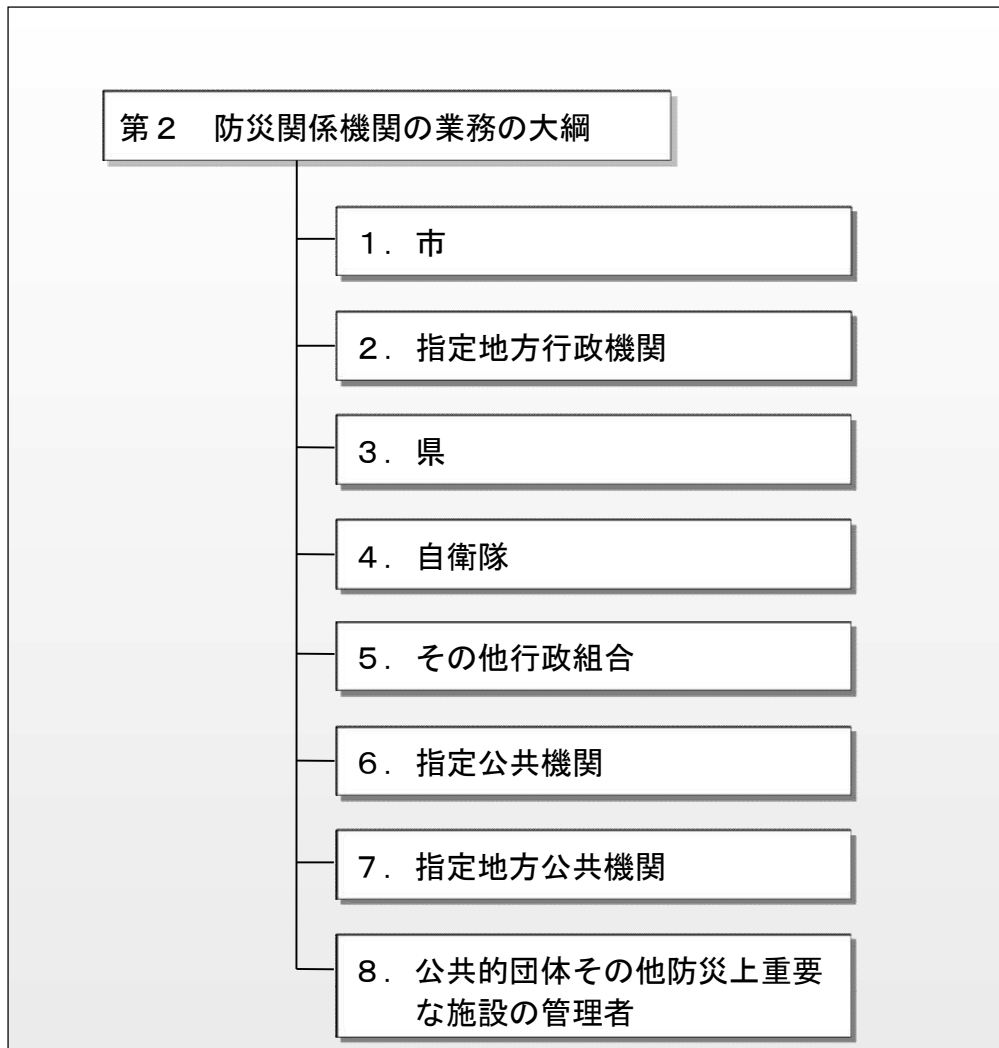 第２　防災関係機関の業務の大綱
１．市
２．指定地方行政機関
３．県
４．自衛隊
５．その他行政組合
６．指定公共機関
７．指定地方公共機関
８．公共的団体その他防災上重要
な施設の管理者